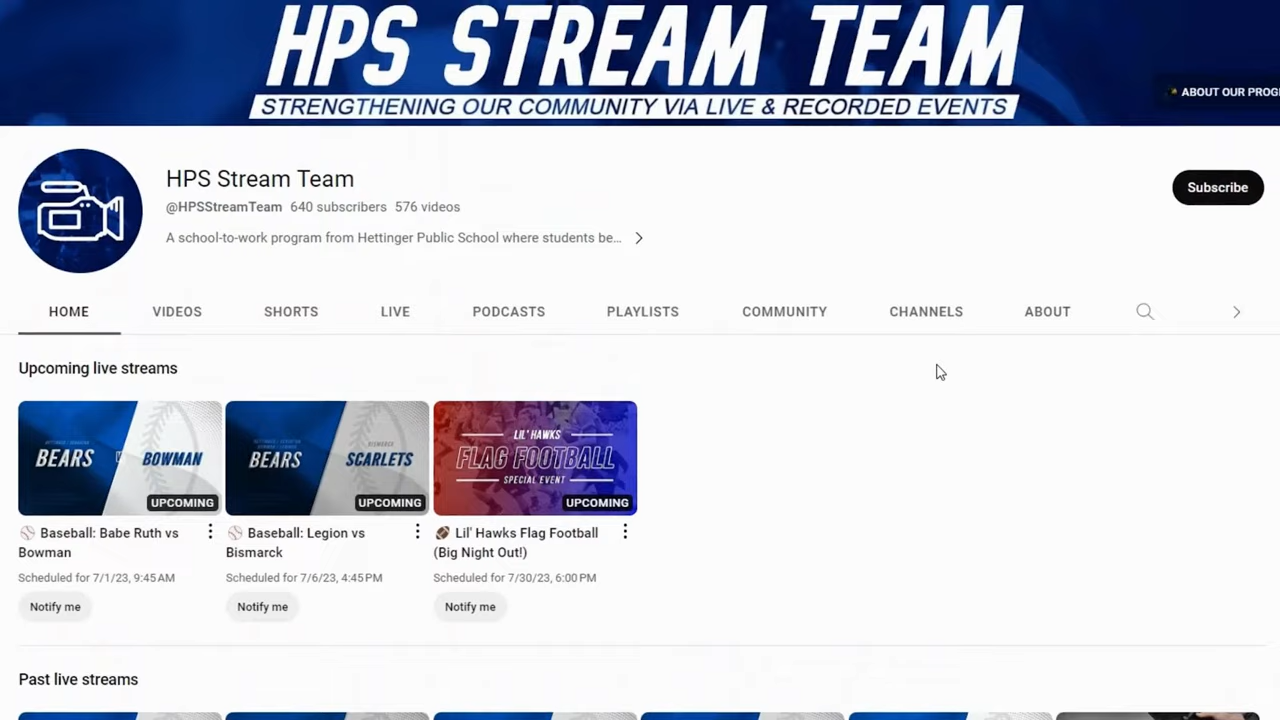 HPS STREAM TEAM
STRENGTHENING OUR COMMUNITY VIA LIVE & RECORDED EVENTS
ABOUT OUR PROG
HPS Stream Team
Subscribe
@HPSStreamTeam 640 subscribers 576 videos
A school-to-work program from Hettinger Public School where students be...
HOME VIDEOS SHORTS LIVE PODCASTS PLAYLISTS COMMUNITY CHANNELS ABOUT
Upcoming live streams
BEARS BOWMAN
UPCOMING
BEARS BISMARCK SCARLETS
UPCOMING
LIL' HAWKS
FLAG FOOTBALL
SPECIAL EVENT
UPCOMING
Baseball: Babe Ruth vs
Bowman
Scheduled for 7/1/23, 9:45 AM
Notify me
Baseball: Legion vs
Bismarck
Scheduled for 7/6/23, 4:45 PM
Notify me
Lil' Hawks Flag Football
(Big Night Out!)
Scheduled for 7/30/23, 6:00 PM
Notify me
Past live streams